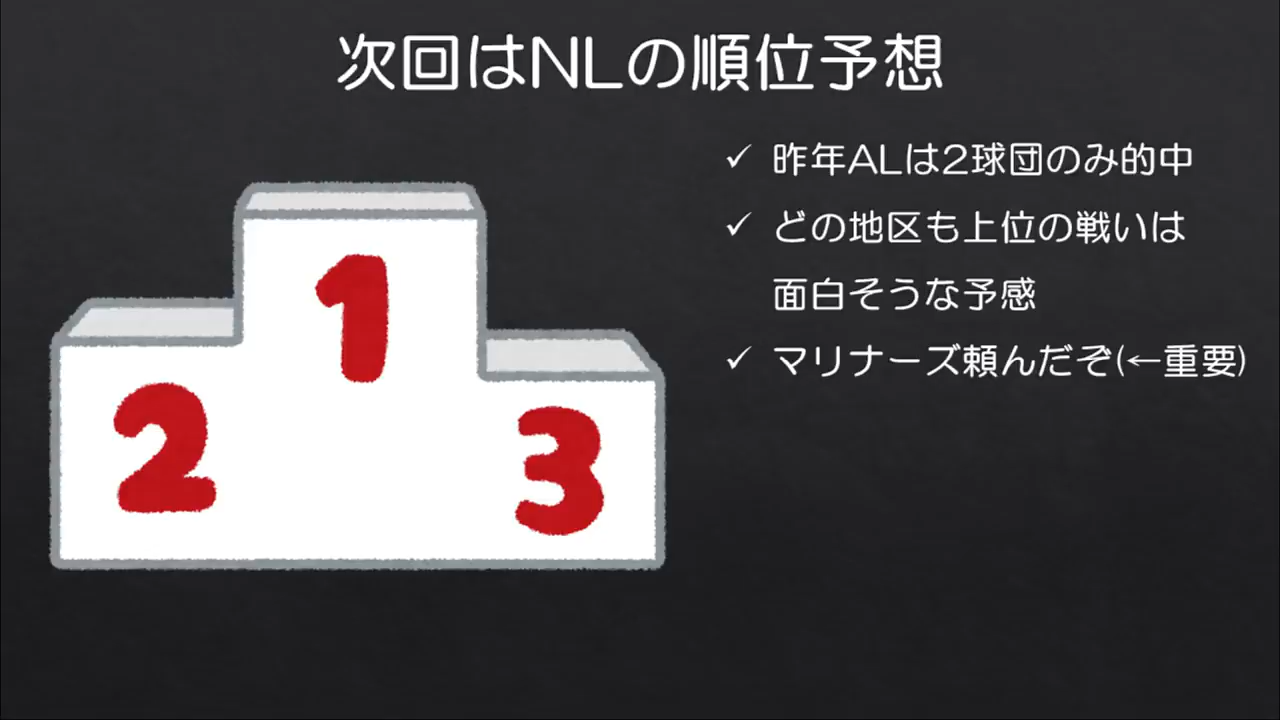 次回はNLの順位予想
✓ 昨年ALは2球団のみ的中
✓ どの地区も上位の戦いは
面白そうな予感
✓ マリナーズ頼んだぞ(←重要)
1
2
3